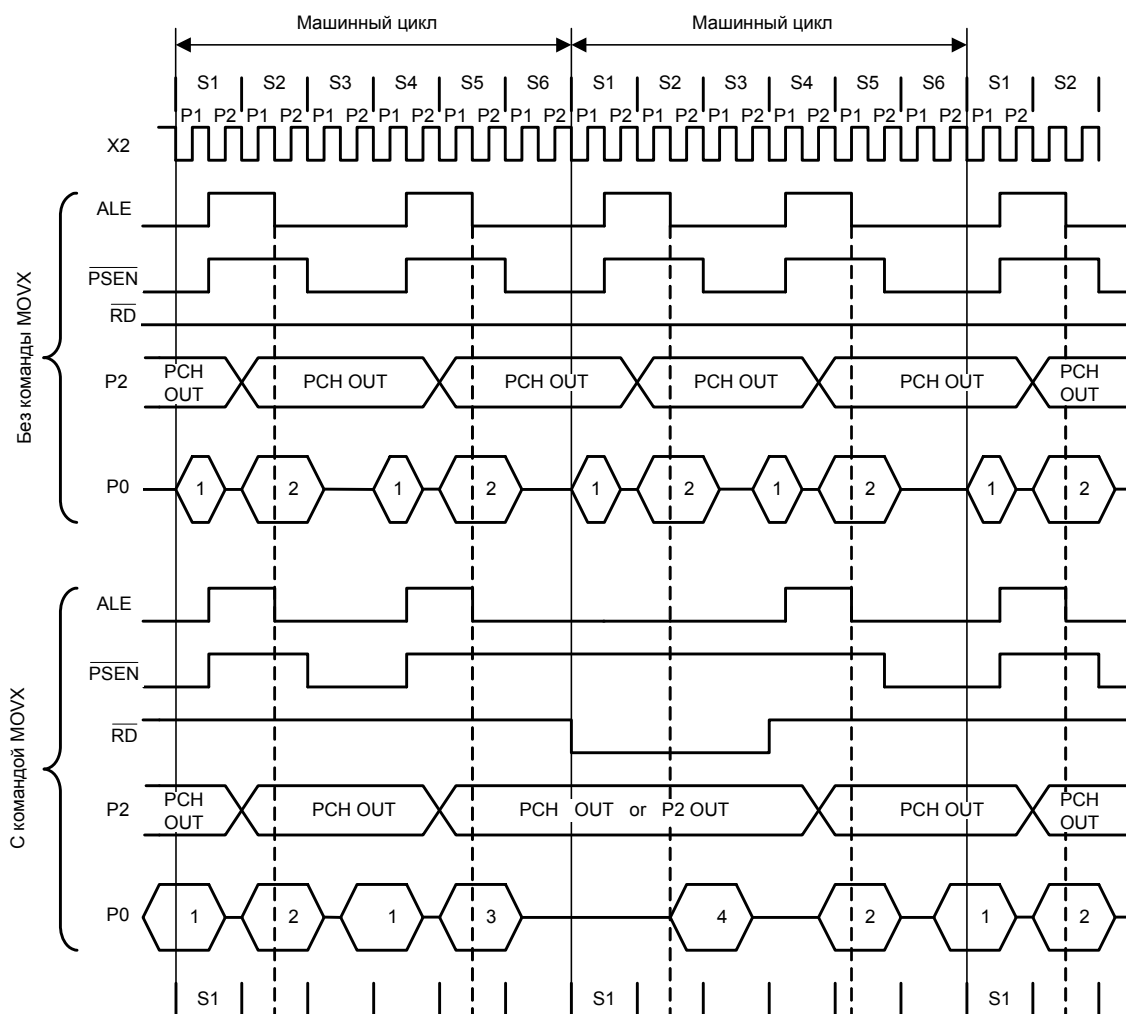 Машинный цикл Машинный цикл
S1 S2 S3 S4 S5 S6 S1 S2 S3 S4 S5 S6 S1 S2
P1 P2 P1 P2 P1 P2 P1 P2 P1 P2 P1 P2 P1 P2 P1 P2 P1 P2 P1 P2 P1 P2 P1 P2 P1 P2
X2
Без команды MOVX
ALE
PSEN
RD
P2 PCH OUT PCH OUT PCH OUT PCH OUT PCH OUT PCH OUT
P0 1 2 1 2 1 2 1 2 1 2
С командой MOVX
ALE
PSEN
RD
P2 PCH OUT PCH OUT PCH OUT or P2 OUT PCH OUT PCH OUT
P0 1 2 1 3 4 2 1 2
S1 S1 S1